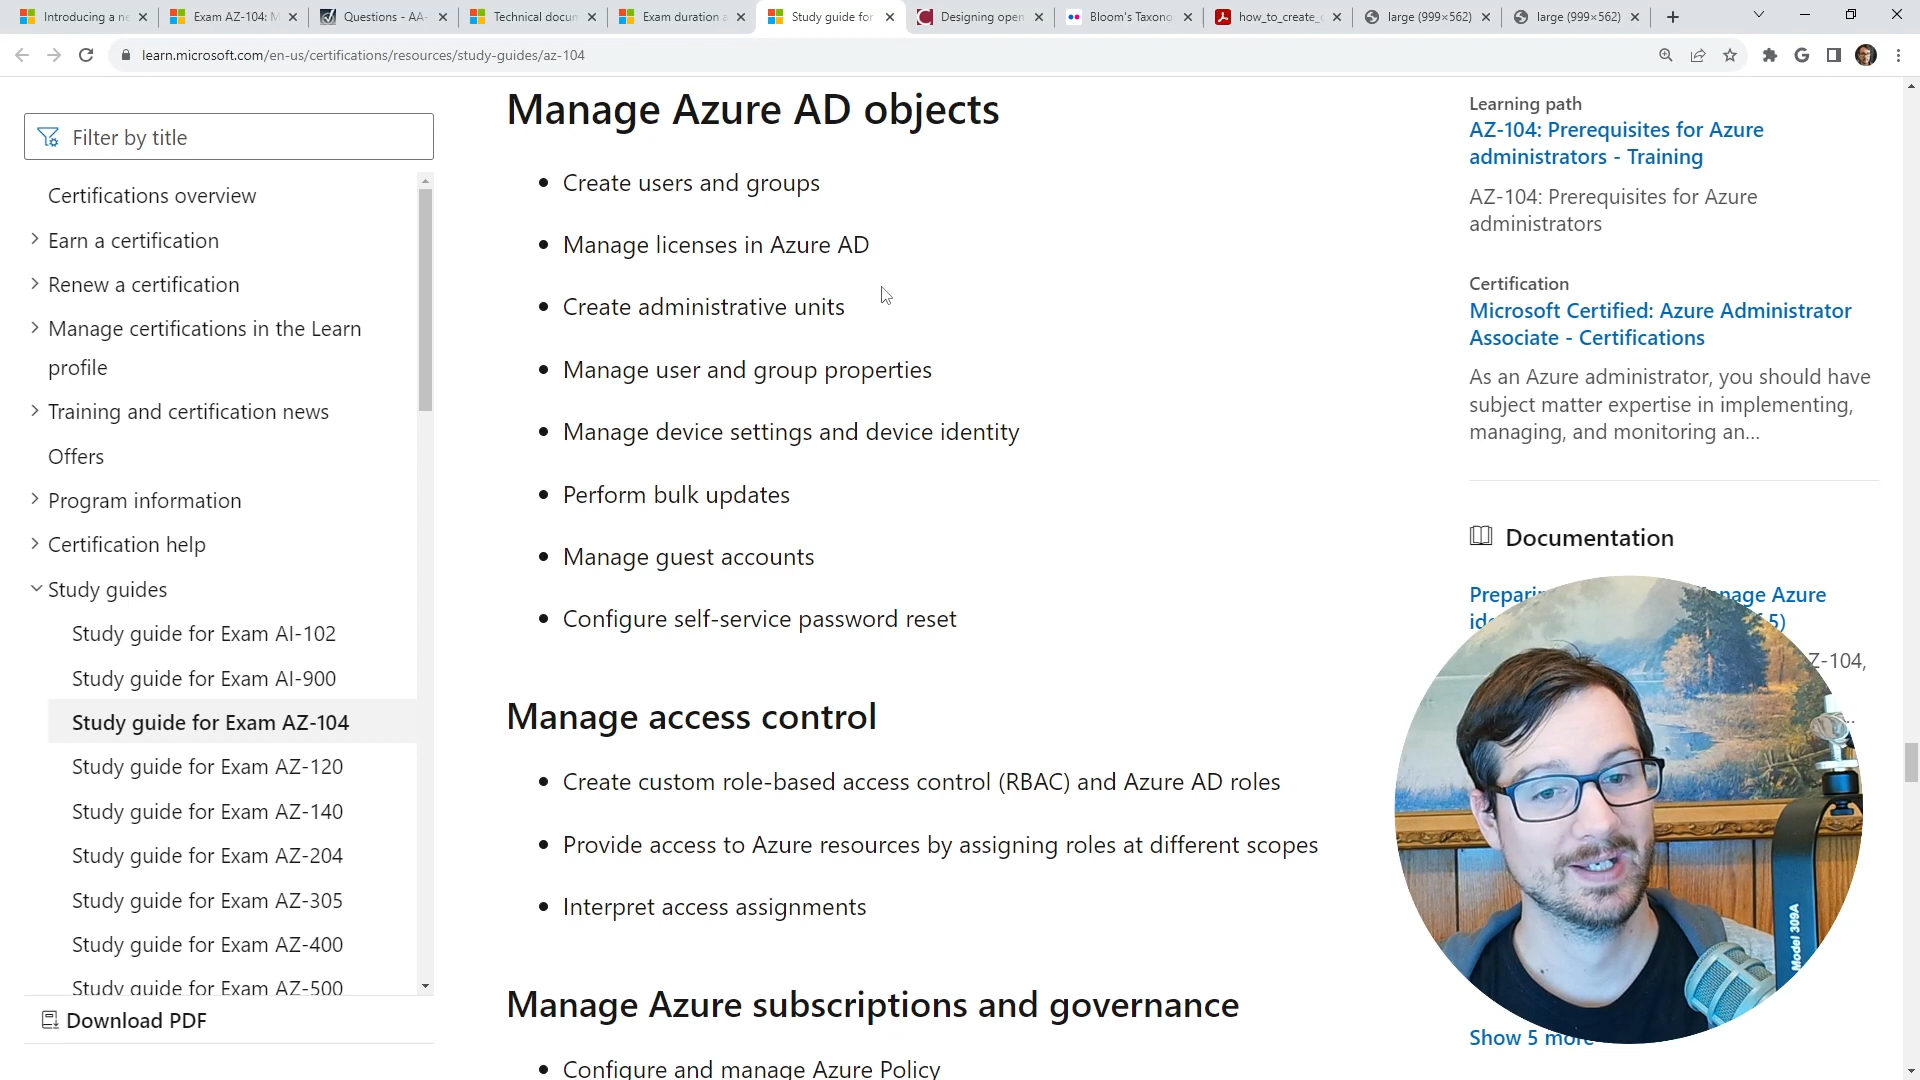 Introducing a ne
Exam AZ-104: M
Questions - AA-
Technical docum
Exam duration a
Study guide for
Designing open
Bloom's Taxono
how_to_create_
large (999×562)
large (999×562)
learn.microsoft.com/en-us/certifications/resources/study-guides/az-104
Filter by title
Certifications overview
Earn a certification
Renew a certification
Manage certifications in the Learn
profile
Training and certification news
Offers
Program information
Certification help
Study guides
Study guide for Exam AI-102
Study guide for Exam AI-900
Study guide for Exam AZ-104
Study guide for Exam AZ-120
Study guide for Exam AZ-140
Study guide for Exam AZ-204
Study guide for Exam AZ-305
Study guide for Exam AZ-400
Study guide for Exam AZ-500
Download PDF
Manage Azure AD objects
• Create users and groups
• Manage licenses in Azure AD
• Create administrative units
• Manage user and group properties
• Manage device settings and device identity
• Perform bulk updates
• Manage guest accounts
• Configure self-service password reset
Manage access control
• Create custom role-based access control (RBAC) and Azure AD roles
• Provide access to Azure resources by assigning roles at different scopes
• Interpret access assignments
Manage Azure subscriptions and governance
• Configure and manage Azure Policy
Learning path
AZ-104: Prerequisites for Azure
administrators - Training
AZ-104: Prerequisites for Azure
administrators
Certification
Microsoft Certified: Azure Administrator
Associate - Certifications
As an Azure administrator, you should have
subject matter expertise in implementing,
managing, and monitoring an...
Documentation
Azure
5)
Z-104,
Show 5 more
Model 309A